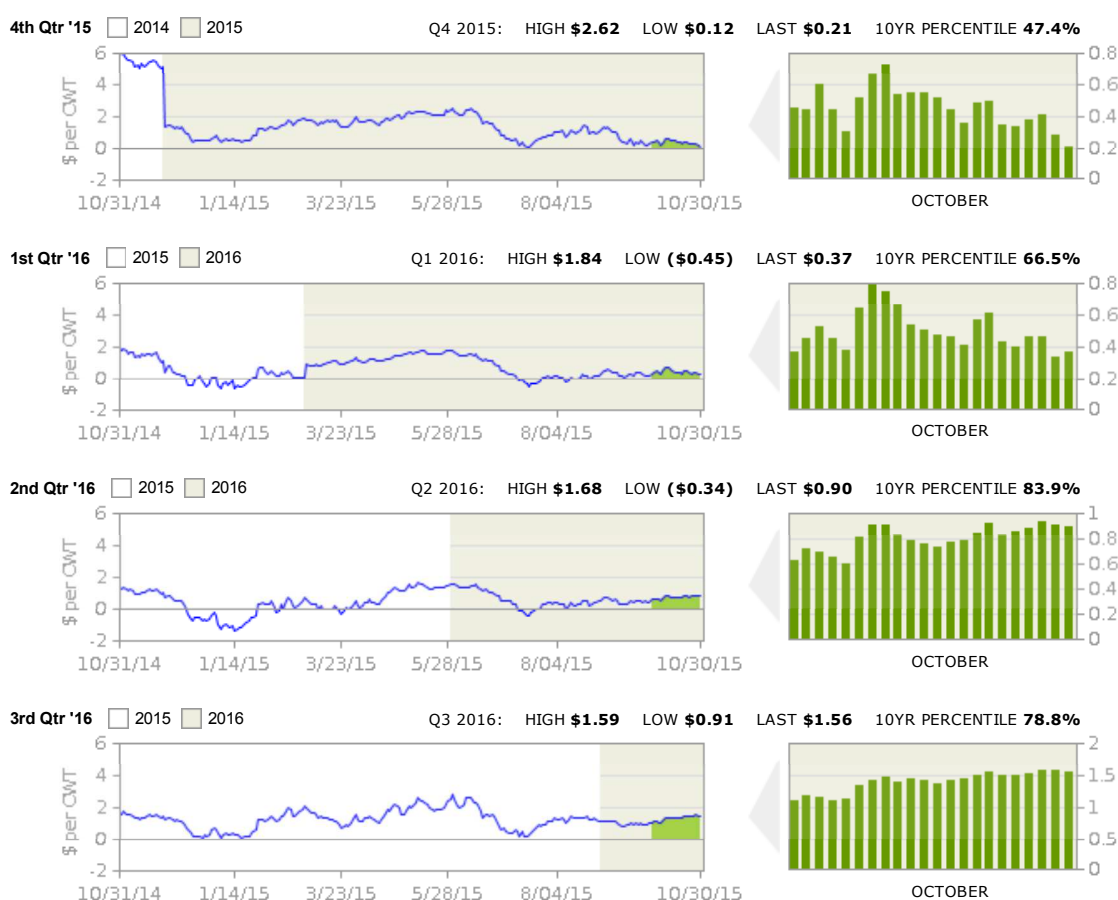 4th Qtr '15 2014 2015 Q4 2015: HIGH $2.62 LOW $0.12 LAST $0.21 10YR PERCENTILE 47.4%
6
4
2
0
-2
$ per CWT
10/31/14 1/14/15 3/23/15 5/28/15 8/04/15 10/30/15
0.8
0.6
0.4
0.2
0
OCTOBER
1st Qtr '16 2015 2016 Q1 2016: HIGH $1.84 LOW ($0.45) LAST $0.37 10YR PERCENTILE 66.5%
6
4
2
0
-2
$ per CWT
10/31/14 1/14/15 3/23/15 5/28/15 8/04/15 10/30/15
0.8
0.6
0.4
0.2
0
OCTOBER
2nd Qtr '16 2015 2016 Q2 2016: HIGH $1.68 LOW ($0.34) LAST $0.90 10YR PERCENTILE 83.9%
6
4
2
0
-2
$ per CWT
10/31/14 1/14/15 3/23/15 5/28/15 8/04/15 10/30/15
1
0.8
0.6
0.4
0.2
0
OCTOBER
3rd Qtr '16 2015 2016 Q3 2016: HIGH $1.59 LOW $0.91 LAST $1.56 10YR PERCENTILE 78.8%
6
4
2
0
-2
$ per CWT
10/31/14 1/14/15 3/23/15 5/28/15 8/04/15 10/30/15
2
1.5
1
0.5
0
OCTOBER